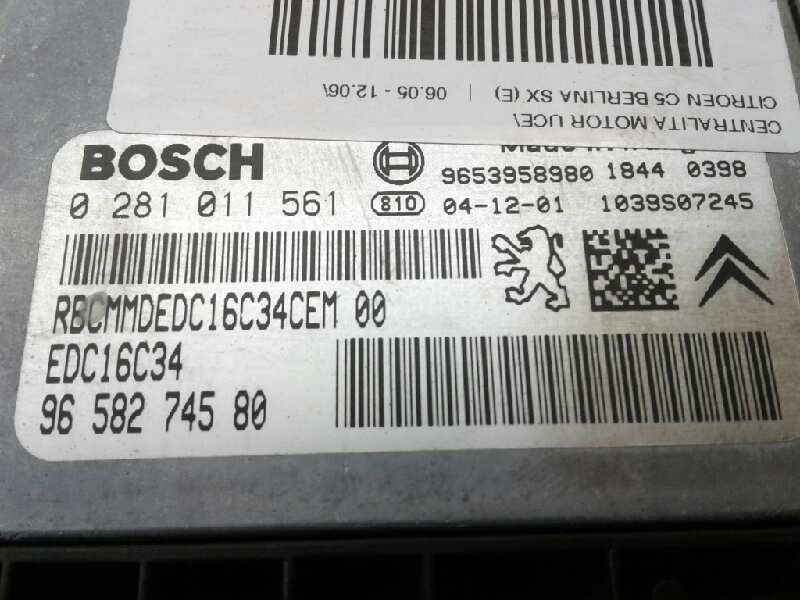 CENTRALITA MOTOR UCE\
CITROEN C5 BERLINA SX (E) | 06.05 - 12.06\
BOSCH
9653958980 1844 0398
0 281 011 561 810 04-12-01 1039S07245
RBCMMDEDC16C34CEM 00
EDC16C34
96 582 745 80